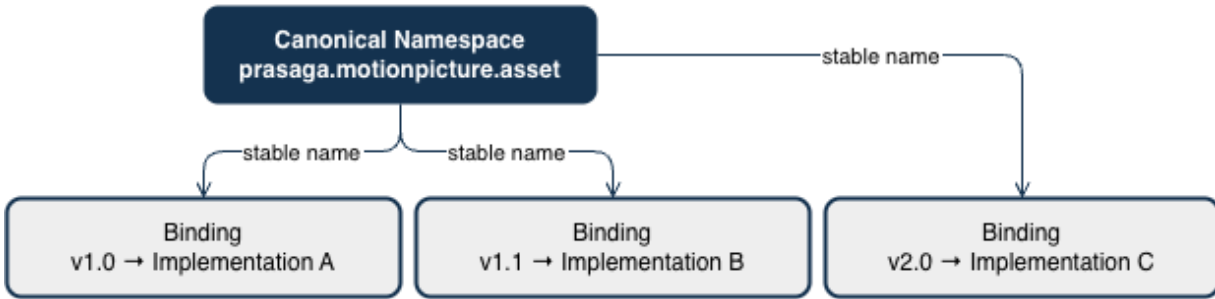 Canonical Namespace
prasaga.motionpicture.asset
stable name
stable name
stable name
Binding
v1.0 → Implementation A
Binding
v1.1 → Implementation B
Binding
v2.0 → Implementation C